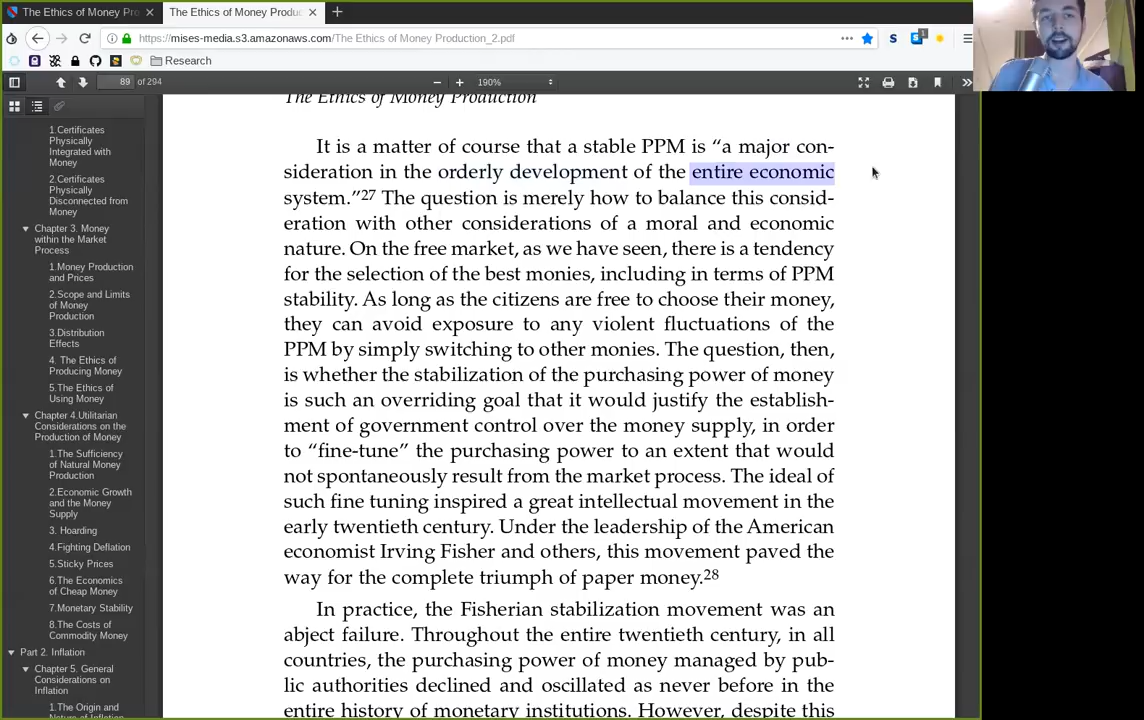 The Ethics of Money Pro
The Ethics of Money Produc
https://mises-media.s3.amazonaws.com/The Ethics of Money Production_2.pdf
S
1
Research
89 of 294
190%
1.Certificates
Physically
Integrated with
Money
2.Certificates
Physically
Disconnected from
Money
Chapter 3. Money
within the Market
Process
1.Money Production
and Prices
2.Scope and Limits
of Money
Production
3.Distribution
Effects
4. The Ethics of
Producing Money
5.The Ethics of
Using Money
Chapter 4.Utilitarian
Considerations on the
Production of Money
1.The Sufficiency
of Natural Money
Production
2.Economic Growth
and the Money
Supply
3. Hoarding
4.Fighting Deflation
5.Sticky Prices
6.The Economics
of Cheap Money
7.Monetary Stability
8.The Costs of
Commodity Money
Part 2. Inflation
Chapter 5. General
Considerations on
Inflation
1.The Origin and
Nature of Inflation
The Ethics of Money Production
It is a matter of course that a stable PPM is “a major con-
sideration in the orderly development of the entire economic
system.”27 The question is merely how to balance this consid-
eration with other considerations of a moral and economic
nature. On the free market, as we have seen, there is a tendency
for the selection of the best monies, including in terms of PPM
stability. As long as the citizens are free to choose their money,
they can avoid exposure to any violent fluctuations of the
PPM by simply switching to other monies. The question, then,
is whether the stabilization of the purchasing power of money
is such an overriding goal that it would justify the establish-
ment of government control over the money supply, in order
to “fine-tune” the purchasing power to an extent that would
not spontaneously result from the market process. The ideal of
such fine tuning inspired a great intellectual movement in the
early twentieth century. Under the leadership of the American
economist Irving Fisher and others, this movement paved the
way for the complete triumph of paper money.28
In practice, the Fisherian stabilization movement was an
abject failure. Throughout the entire twentieth century, in all
countries, the purchasing power of money managed by pub-
lic authorities declined and oscillated as never before in the
entire history of monetary institutions. However, despite this